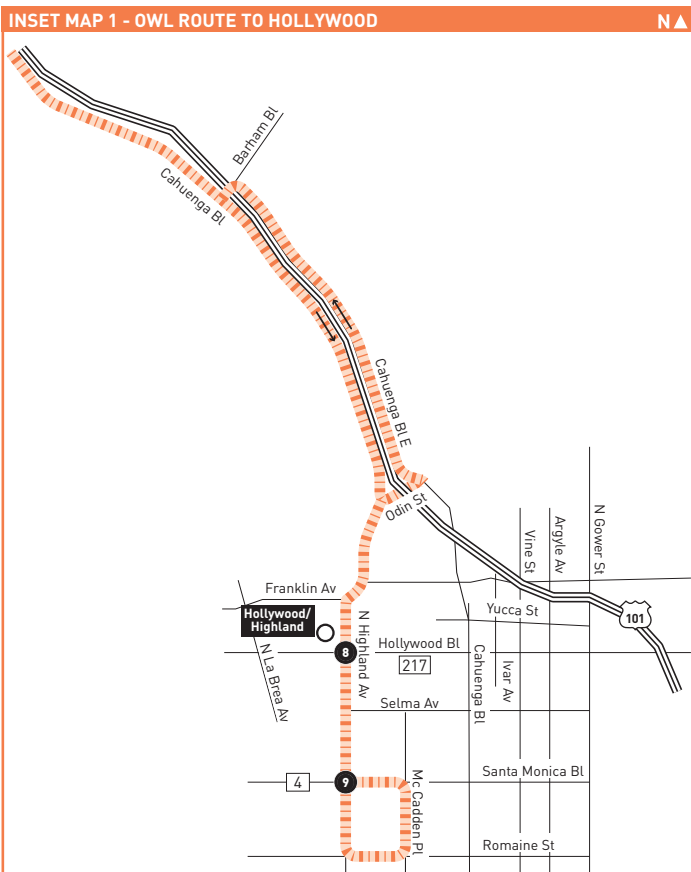 INSET MAP 1 - OWL ROUTE TO HOLLYWOOD
N
Barham Bl
Cahuenga Bl
Cahuenga Bl E
Odin St
N Gower St
Argyle Av
Vine St
Franklin Av
Yucca St
101
Hollywood/
Highland
N Highland Av
8
Hollywood Bl
217
N La Brea Av
Cahuenga Bl
Ivar Av
Selma Av
4
9
Mc Cadden Pl
Santa Monica Bl
Romaine St